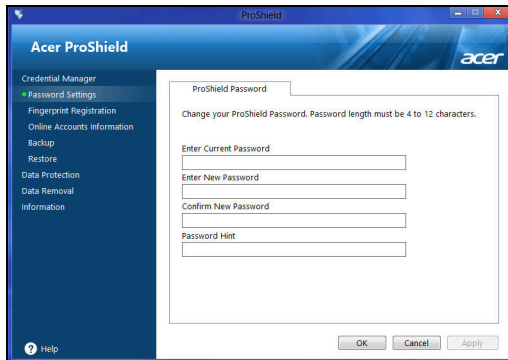 ProShield
Acer ProShield
acer
Credential Manager
Password Settings
Fingerprint Registration
Online Accounts Information
Backup
Restore
Data Protection
Data Removal
Information
ProShield Password
Change your ProShield Password. Password length must be 4 to 12 characters.
Enter Current Password
Enter New Password
Confirm New Password
Password Hint
? Help
OK Cancel Apply